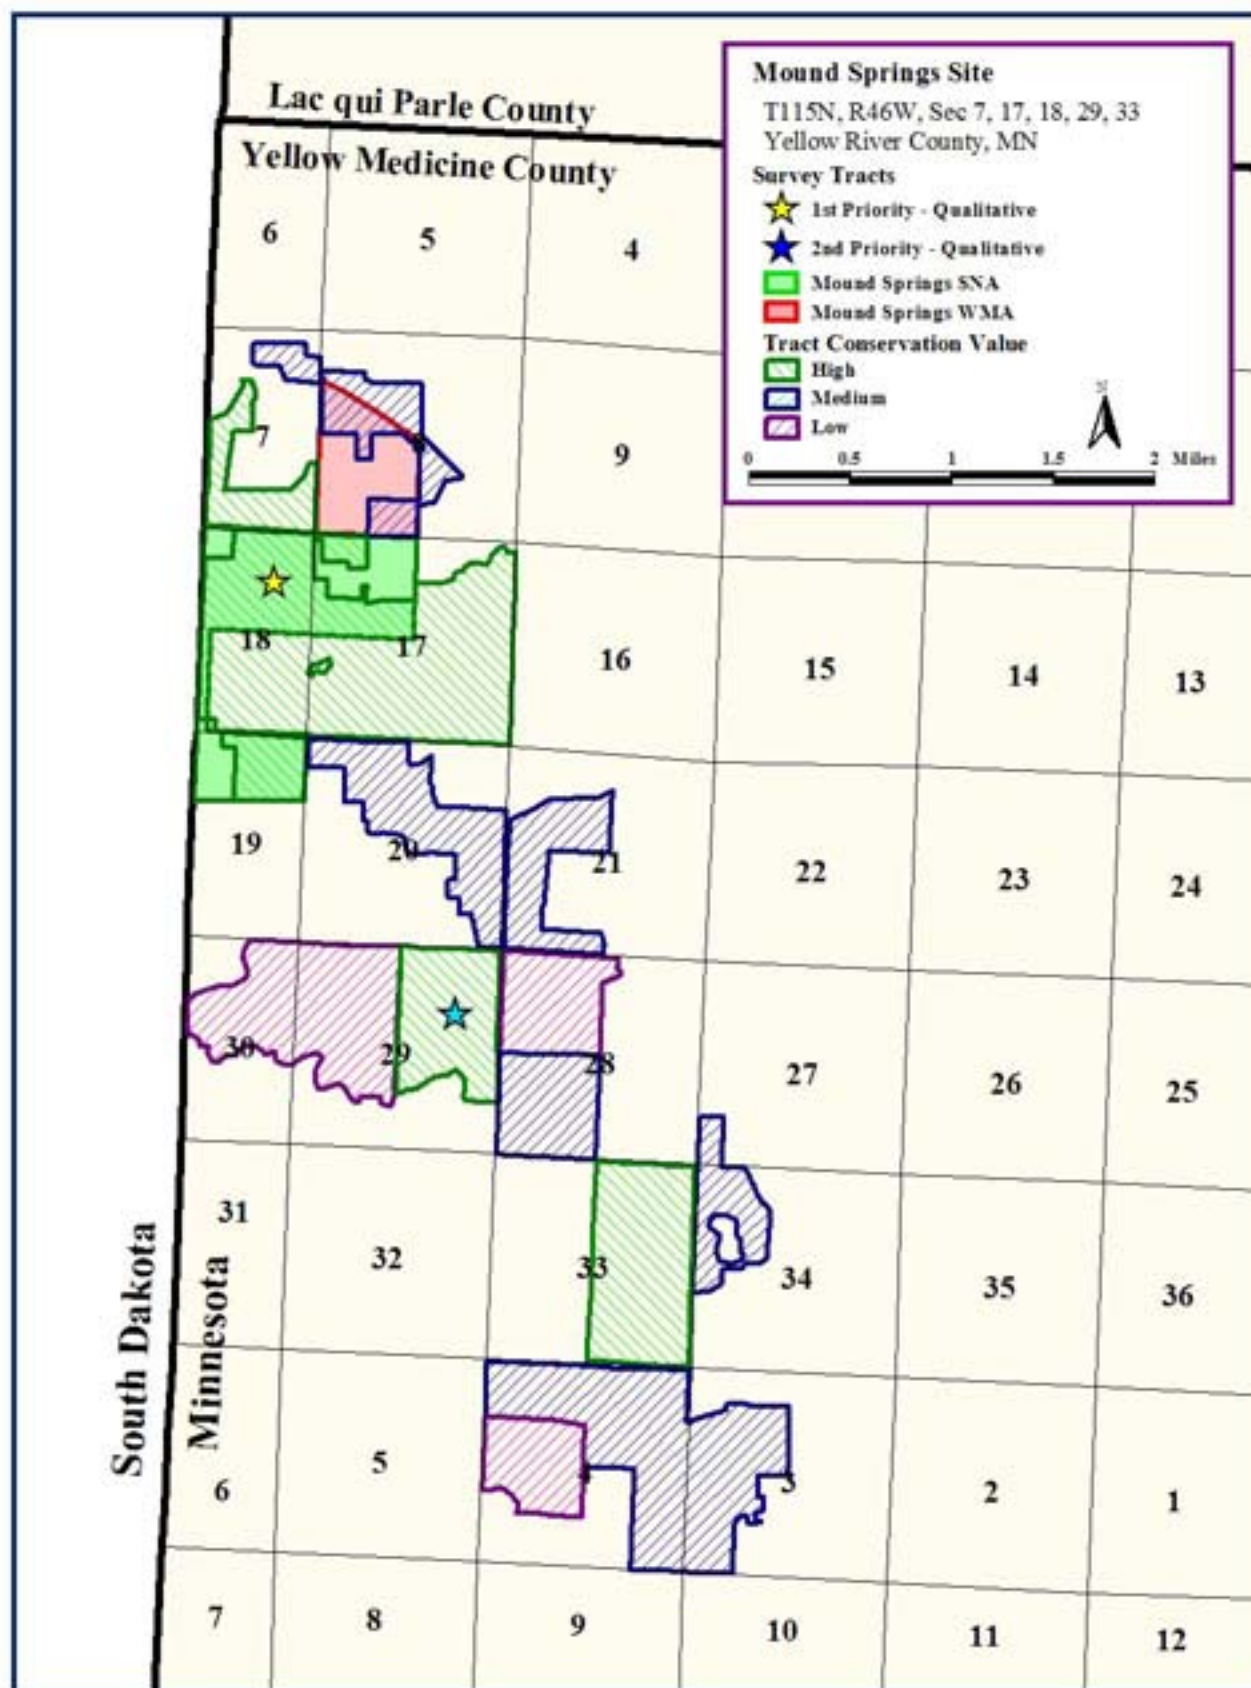 Lac qui Parle County
Yellow Medicine County
Mound Springs Site
T115N, R46W, Sec 7, 17, 18, 29, 33
Yellow River County, MN
Survey Tracts
1st Priority - Qualitative
2nd Priority - Qualitative
Mound Springs SNA
Mound Springs WMA
Tract Conservation Value
High
Medium
Low
N
0 0.5 1 1.5 2 Miles
6 5 4
7 8 9
18 17 16 15 14 13
19 20 21 22 23 24
30 29 28 27 26 25
31 32 33 34 35 36
South Dakota
Minnesota
6 5 4 3 2 1
7 8 9 10 11 12